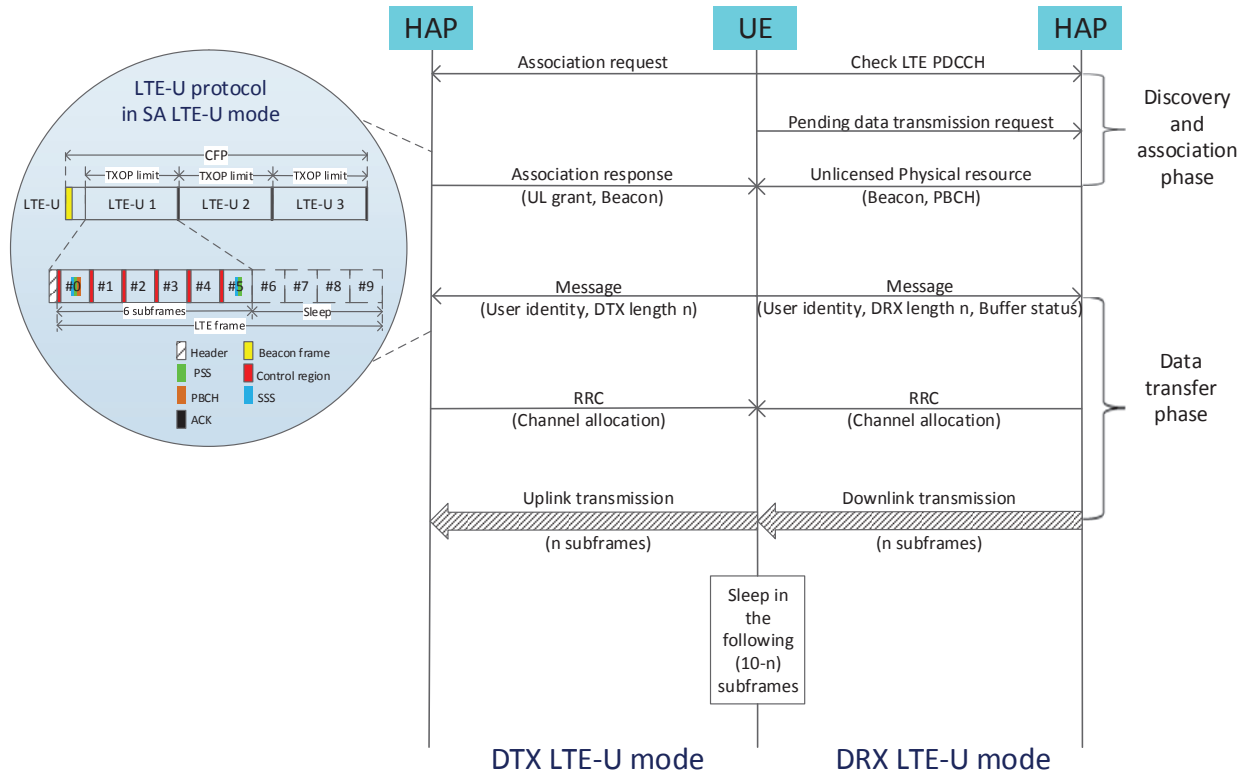 HAP
UE
HAP
LTE-U protocol
in SA LTE-U mode
CFP
TXOP limit
TXOP limit
TXOP limit
LTE-U
LTE-U 1
LTE-U 2
LTE-U 3
#0
#1
#2
#3
#4
#5
#6
#7
#8
#9
6 subframes
Sleep
LTE frame
Header
Beacon frame
PSS
Control region
PBCH
SSS
ACK
Association request
Check LTE PDCCH
Pending data transmission request
Association response
(UL grant, Beacon)
Unlicensed Physical resource
(Beacon, PBCH)
Discovery
and
association
phase
Message
(User identity, DTX length n)
Message
(User identity, DRX length n, Buffer status)
RRC
(Channel allocation)
RRC
(Channel allocation)
Data
transfer
phase
Uplink transmission
(n subframes)
Downlink transmission
(n subframes)
Sleep in
the
following
(10-n)
subframes
DTX LTE-U mode
DRX LTE-U mode